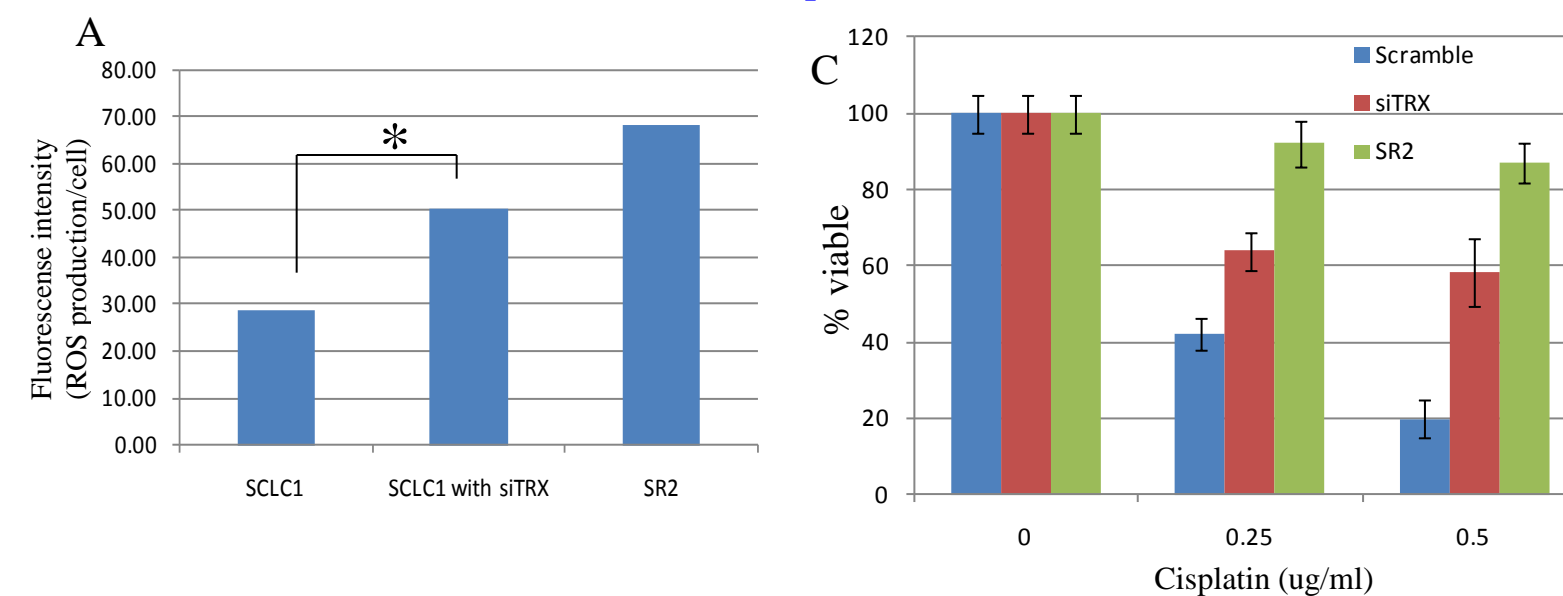 A
Fluorescense intensity
(ROS production/cell)
80.00
70.00
60.00
50.00
40.00
30.00
20.00
10.00
0.00
*
SCLC1
SCLC1 with siTRX
SR2
C
% viable
120
100
80
60
40
20
0
Scramble
siTRX
SR2
0
0.25
0.5
Cisplatin (ug/ml)